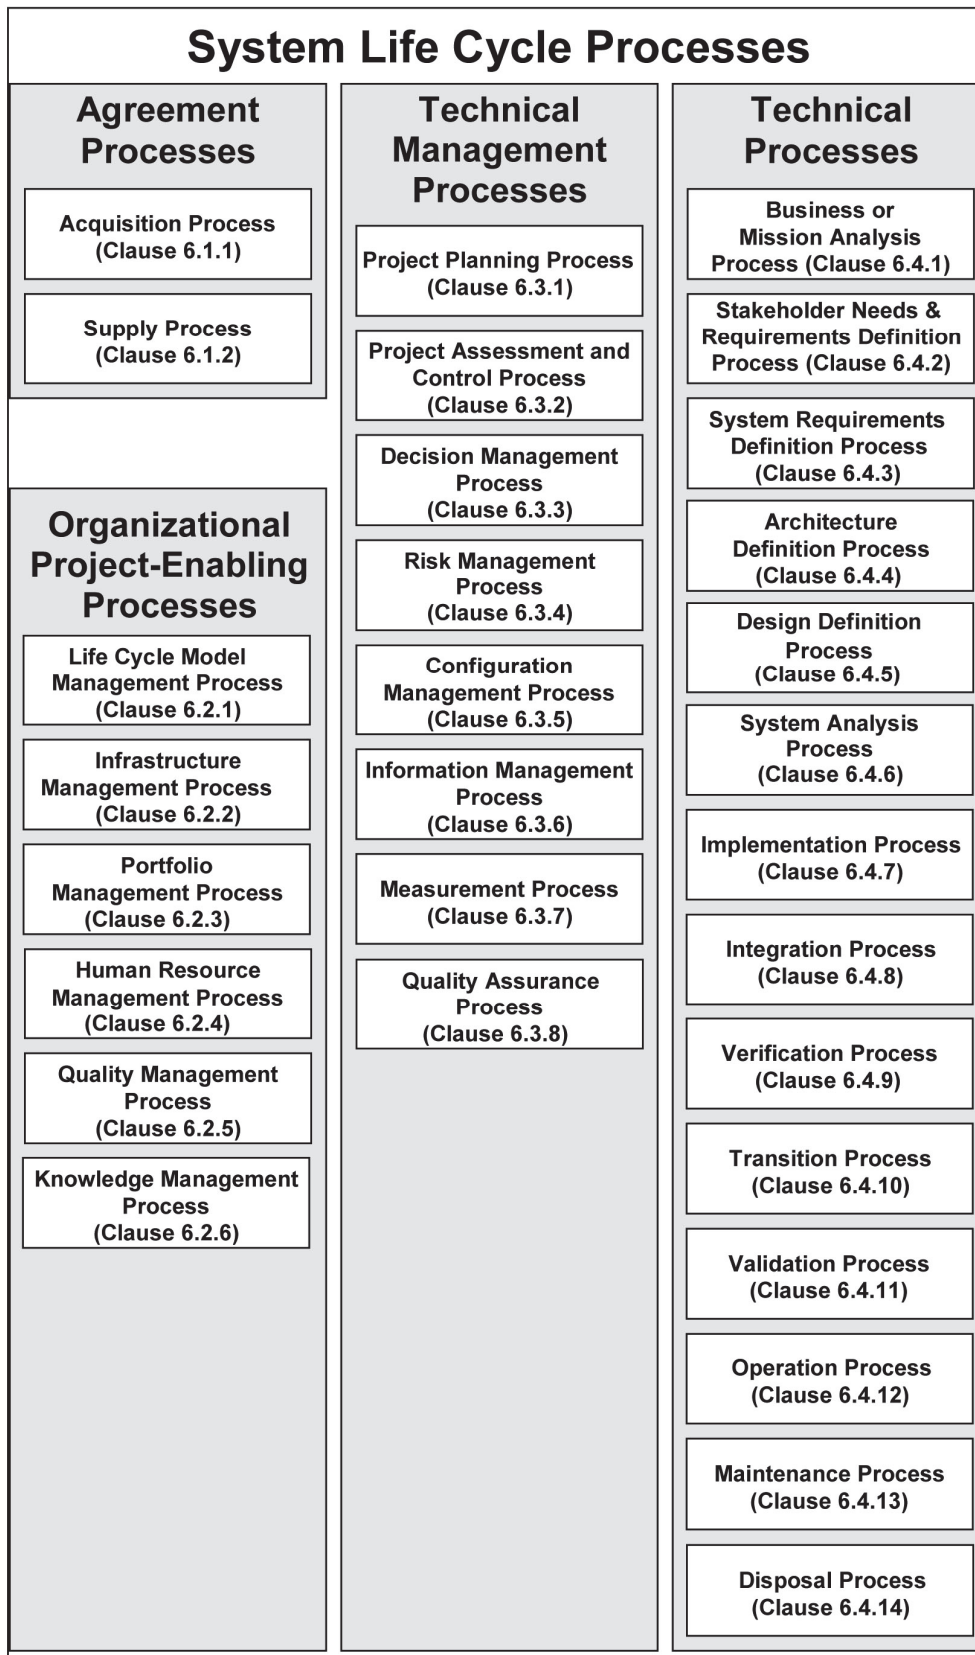 System Life Cycle Processes
Agreement
Processes
Acquisition Process
(Clause 6.1.1)
Supply Process
(Clause 6.1.2)
Organizational
Project-Enabling
Processes
Life Cycle Model
Management Process
(Clause 6.2.1)
Infrastructure
Management Process
(Clause 6.2.2)
Portfolio
Management Process
(Clause 6.2.3)
Human Resource
Management Process
(Clause 6.2.4)
Quality Management
Process
(Clause 6.2.5)
Knowledge Management
Process
(Clause 6.2.6)
Technical
Management
Processes
Project Planning Process
(Clause 6.3.1)
Project Assessment and
Control Process
(Clause 6.3.2)
Decision Management
Process
(Clause 6.3.3)
Risk Management
Process
(Clause 6.3.4)
Configuration
Management Process
(Clause 6.3.5)
Information Management
Process
(Clause 6.3.6)
Measurement Process
(Clause 6.3.7)
Quality Assurance
Process
(Clause 6.3.8)
Technical
Processes
Business or
Mission Analysis
Process (Clause 6.4.1)
Stakeholder Needs &
Requirements Definition
Process (Clause 6.4.2)
System Requirements
Definition Process
(Clause 6.4.3)
Architecture
Definition Process
(Clause 6.4.4)
Design Definition
Process
(Clause 6.4.5)
System Analysis
Process
(Clause 6.4.6)
Implementation Process
(Clause 6.4.7)
Integration Process
(Clause 6.4.8)
Verification Process
(Clause 6.4.9)
Transition Process
(Clause 6.4.10)
Validation Process
(Clause 6.4.11)
Operation Process
(Clause 6.4.12)
Maintenance Process
(Clause 6.4.13)
Disposal Process
(Clause 6.4.14)